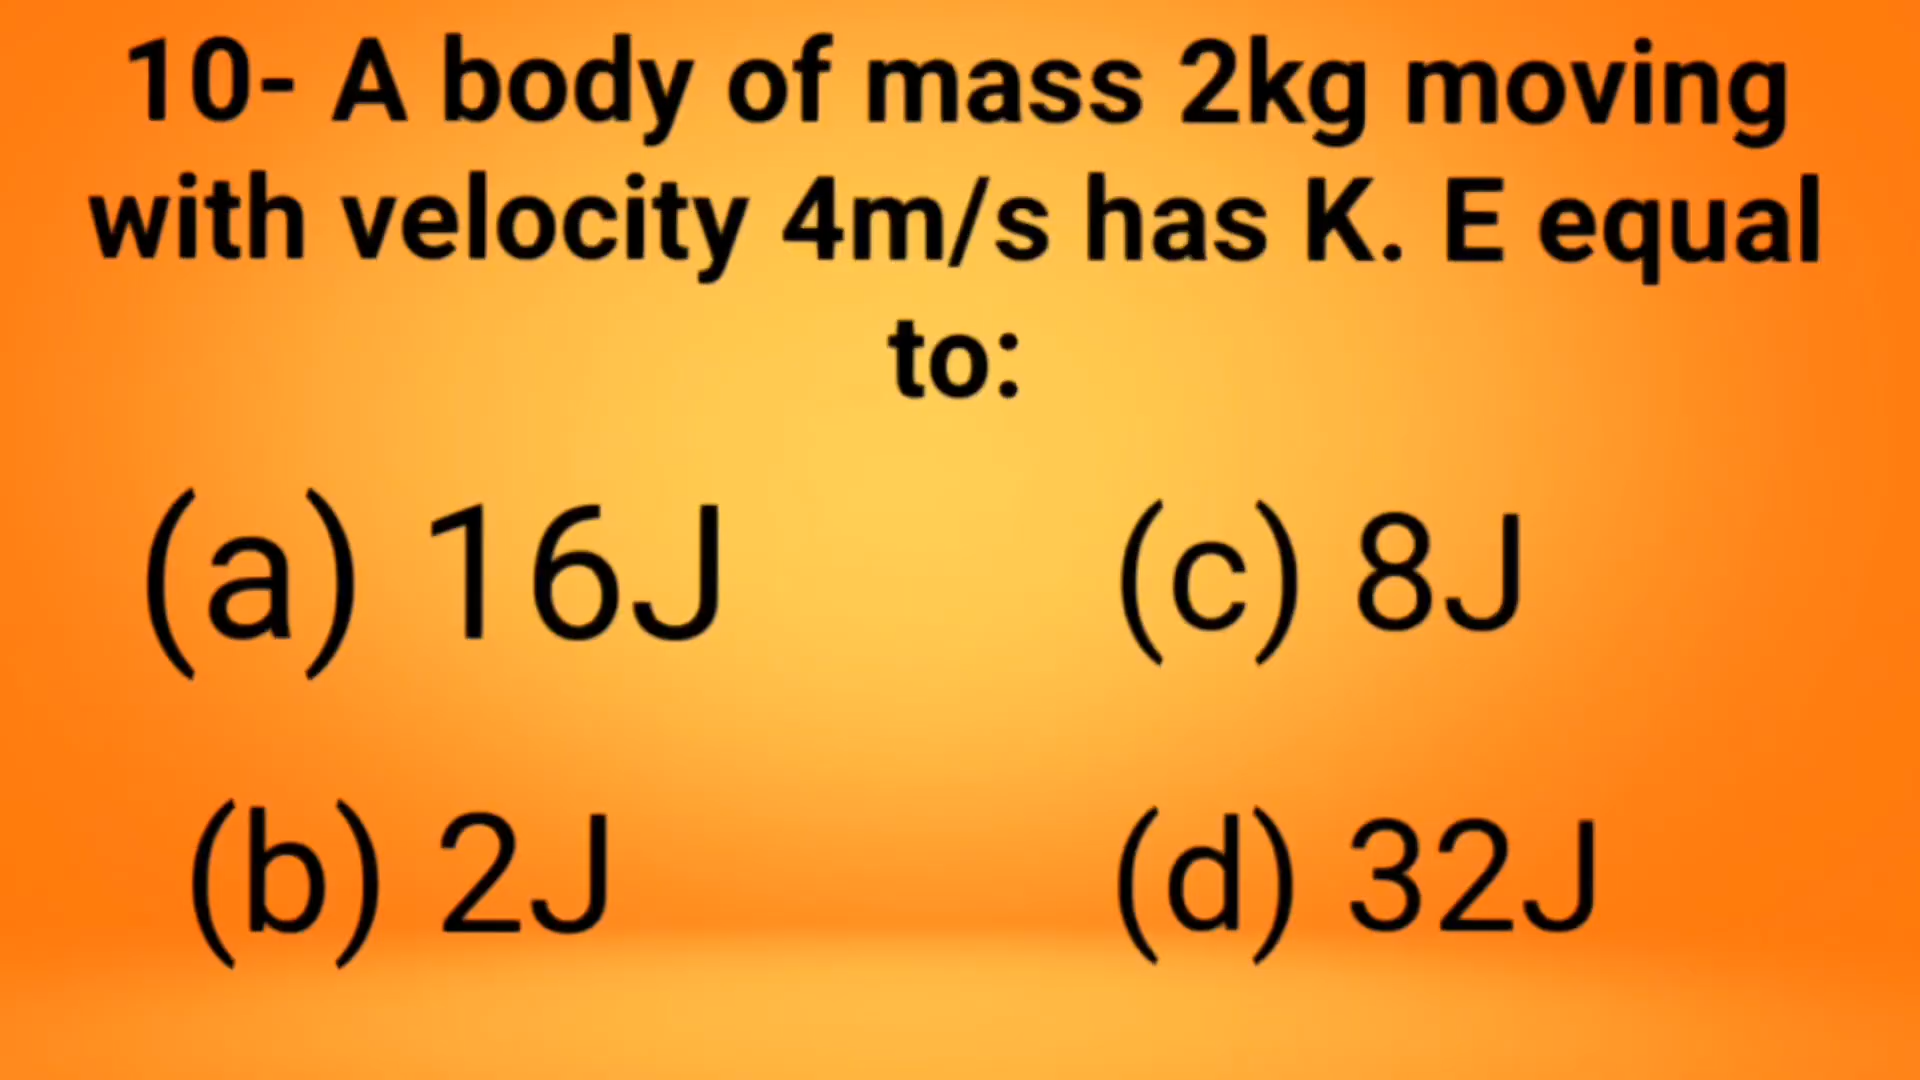 10- A body of mass 2kg moving
with velocity 4m/s has K. E equal
to:
(a) 16J
(c) 8J
(b) 2J
(d) 32J